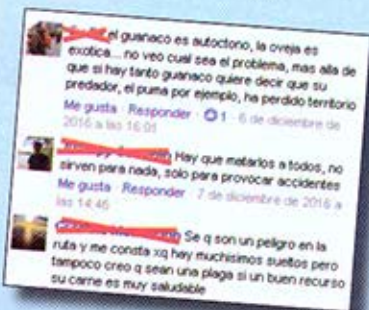 el guanaco es autoctono, la oveja es
exotica... no veo cual sea el problema, mas alla de
que si hay tanto guanaco quiere decir que su
predador, el puma por ejemplo, ha perdido territorio
Me gusta · Responder · 1 · 6 de diciembre de
2016 a las 16:01
Hay que matarlos a todos, no
sirven para nada, solo para provocar accidentes
Me gusta · Responder · 7 de diciembre de 2016 a
las 14:46
Se q son un peligro en la
ruta y me consta xq hay muchisimos sueltos pero
tampoco creo q sean una plaga si un buen recurso
su carne es muy saludable